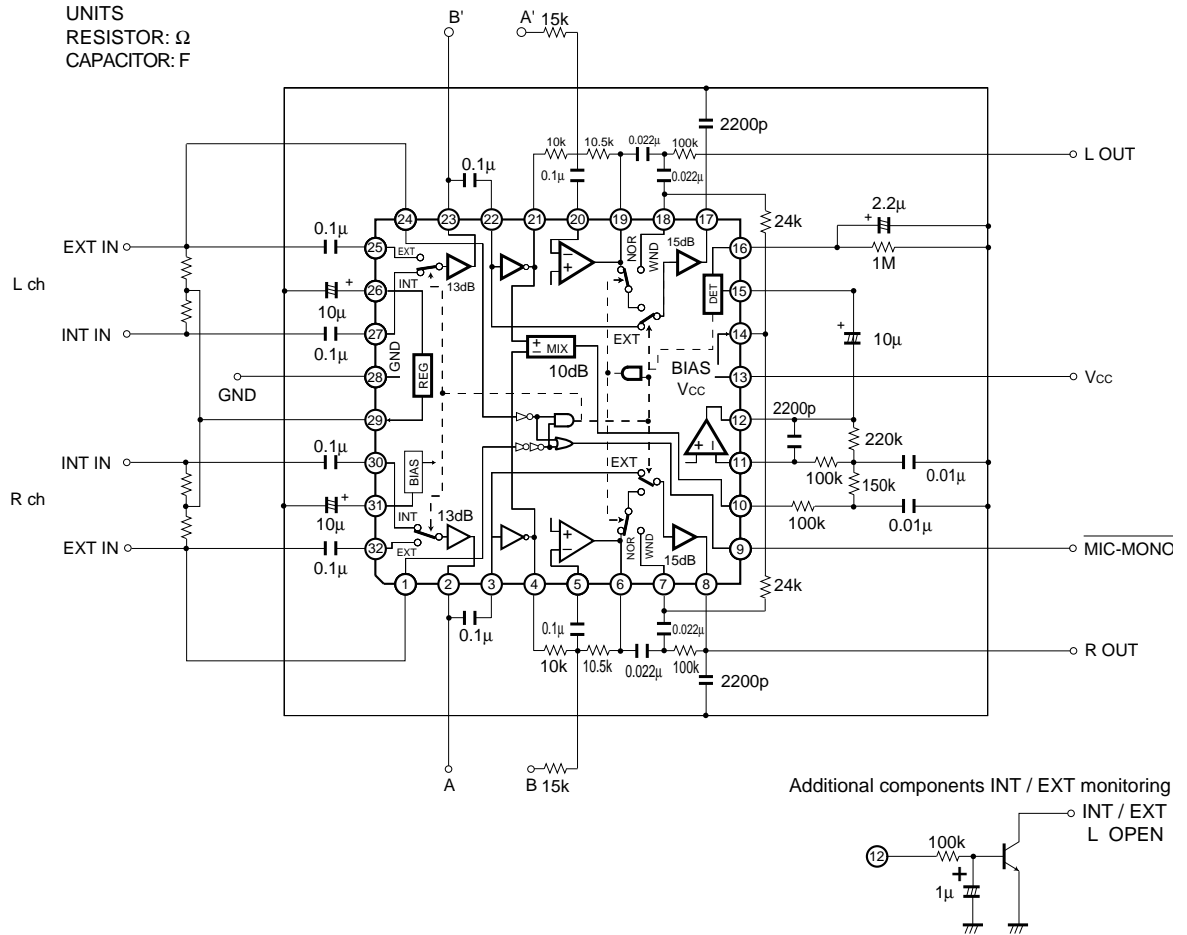 UNITS
RESISTOR: Ω
CAPACITOR: F
B'
A'
15k
2200p
10k
10.5k
0.022μ
100k
0.1μ
0.1μ
0.022μ
L OUT
24
23
22
21
20
19
18
17
24k
2.2μ
+
EXT IN
0.1μ
25
EXT
INT
13dB
NOR
WND
15dB
16
1M
L ch
26
+
10μ
DET
15
+
10μ
INT IN
27
0.1μ
GND
REG
+
−
MIX
10dB
EXT
14
BIAS
VCC
13
VCC
28
GND
29
12
2200p
220k
+
−
11
100k
0.01μ
150k
INT IN
0.1μ
30
BIAS
EXT
10
100k
0.01μ
R ch
31
+
10μ
INT
EXT
13dB
+
−
NOR
WND
15dB
9
MIC-MONO
EXT IN
32
0.1μ
1
2
3
4
5
6
7
8
24k
0.1μ
0.1μ
0.022μ
10k
10.5k
0.022μ
100k
R OUT
2200p
A
B
15k
Additional components INT / EXT monitoring
INT / EXT
L OPEN
12
100k
+
1μ